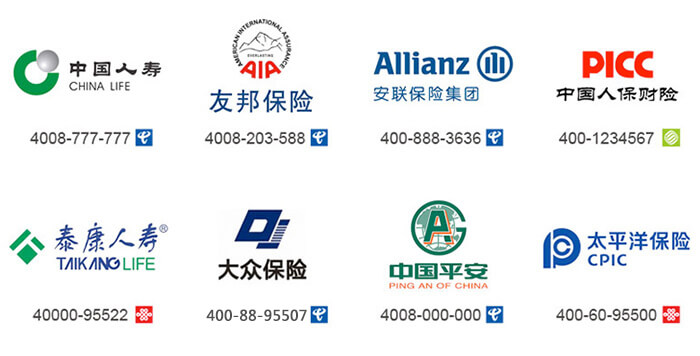 中国人寿
CHINA LIFE
4008-777-777
AMERICAN INTERNATIONAL ASSURANCE
EVERLASTING
AIA
友邦保险
4008-203-588
Allianz
安联保险集团
400-888-3636
PICC
中国人保财险
400-1234567
泰康人寿®
TAIKANG LIFE
40000-95522
大众保险
400-88-95507
中国平安
PING AN OF CHINA
4008-000-000
太平洋保险
CPIC
400-60-95500